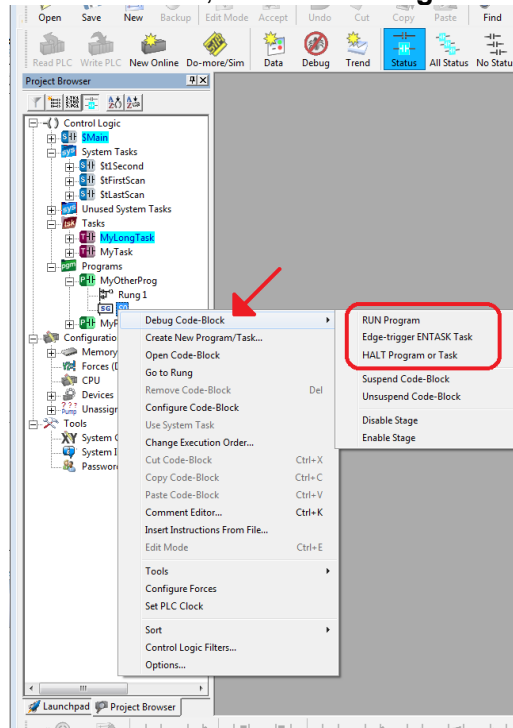 Open Save New Backup Edit Mode Accept Undo Cut Copy Paste Find
Read PLC Write PLC New Online Do-more/Sim Data Debug Trend Status All Status No Statu
Project Browser
Control Logic
$Main
System Tasks
$t1Second
$tFirstScan
$tLastScan
Unused System Tasks
Tasks
MyLongTask
MyTask
Programs
MyOtherProg
Rung 1
SG S0
MyP
Configuratio
Memory
Forces (D
CPU
Devices
Unassign
Tools
System C
System I
Password
Debug Code-Block
Create New Program/Task...
Open Code-Block
Go to Rung
Remove Code-Block Del
Configure Code-Block
Use System Task
Change Execution Order...
Cut Code-Block Ctrl+X
Copy Code-Block Ctrl+C
Paste Code-Block Ctrl+V
Comment Editor... Ctrl+K
Insert Instructions From File...
Edit Mode Ctrl+E
Tools
Configure Forces
Set PLC Clock
Sort
Control Logic Filters...
Options...
RUN Program
Edge-trigger ENTASK Task
HALT Program or Task
Suspend Code-Block
Unsuspend Code-Block
Disable Stage
Enable Stage
Launchpad Project Browser